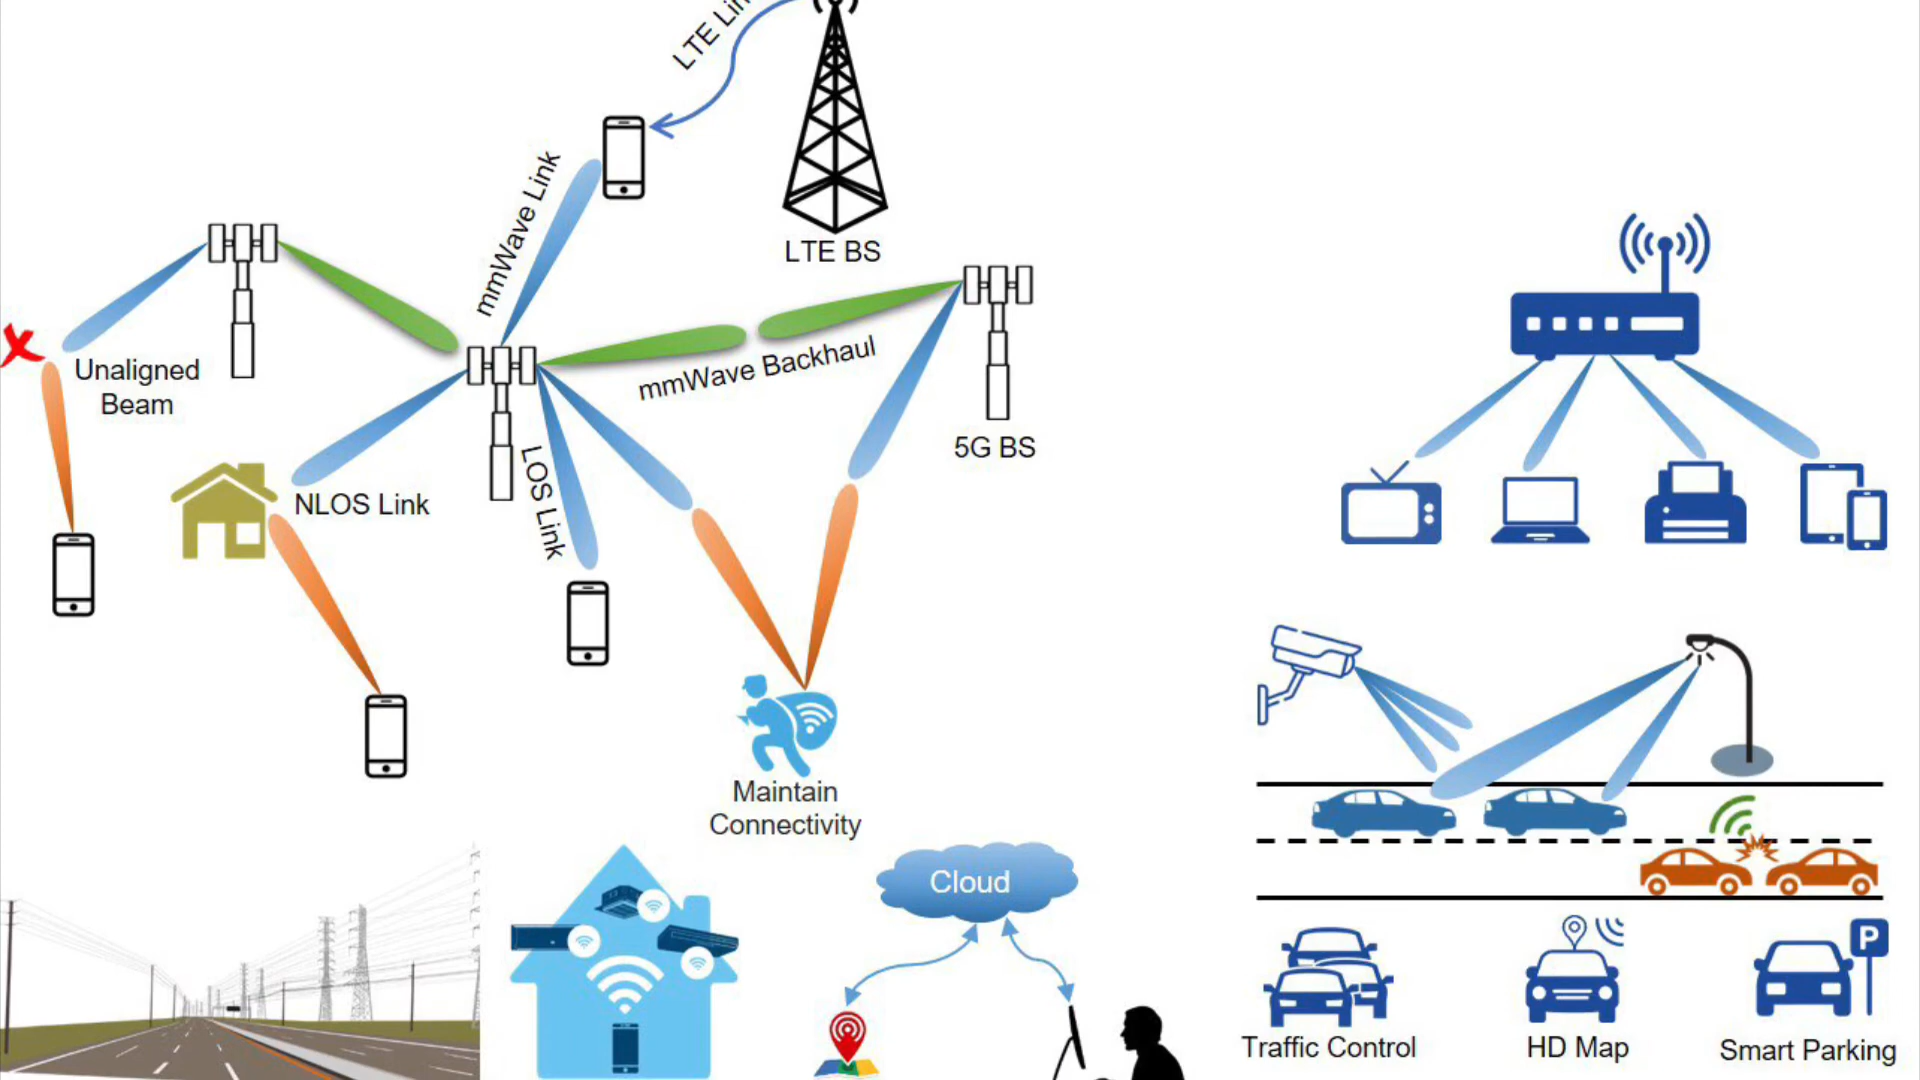 LTE Lin
mmWave Link
LTE BS
Unaligned
Beam
mmWave Backhaul
5G BS
NLOS Link
LOS Link
Maintain
Connectivity
Cloud
P
Traffic Control
HD Map
Smart Parking